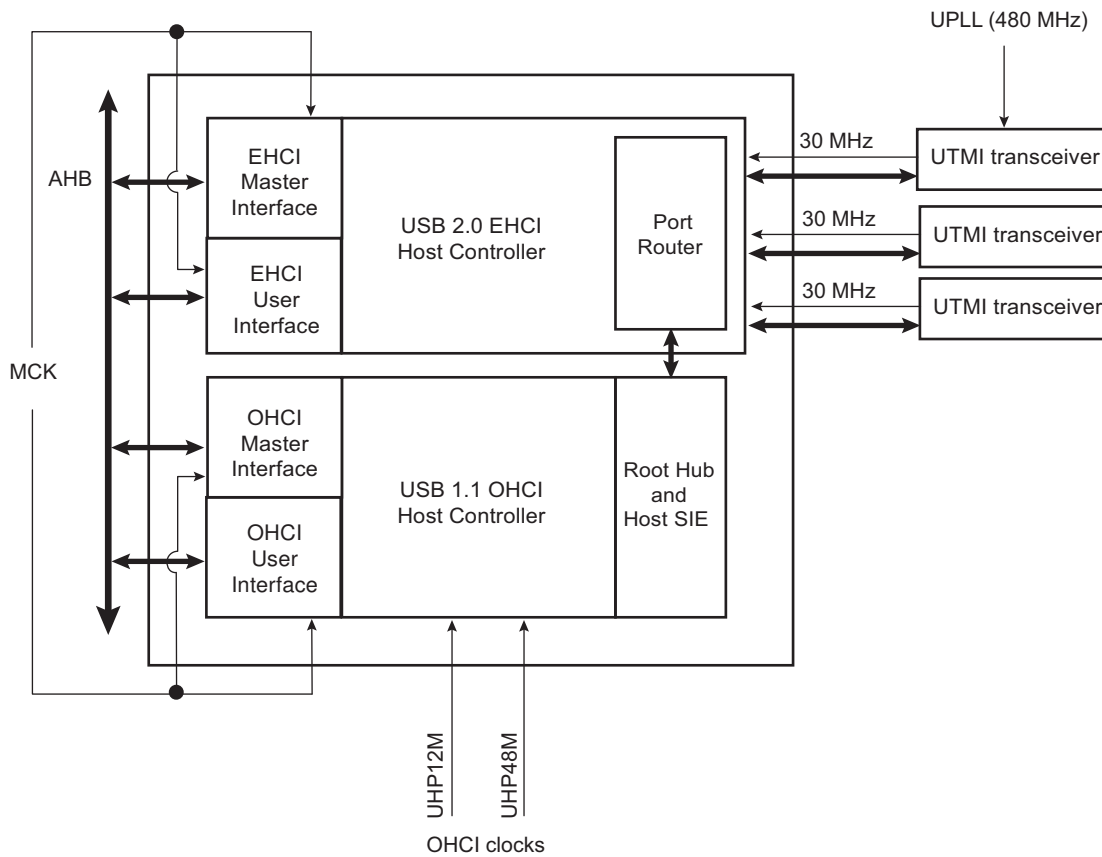 UPLL (480 MHz)
AHB
EHCI
Master
Interface
USB 2.0 EHCI
Host Controller
Port
Router
30 MHz
UTMI transceiver
30 MHz
UTMI transceiver
EHCI
User
Interface
30 MHz
UTMI transceiver
MCK
OHCI
Master
Interface
USB 1.1 OHCI
Host Controller
Root Hub
and
Host SIE
OHCI
User
Interface
UHP12M
UHP48M
OHCI clocks